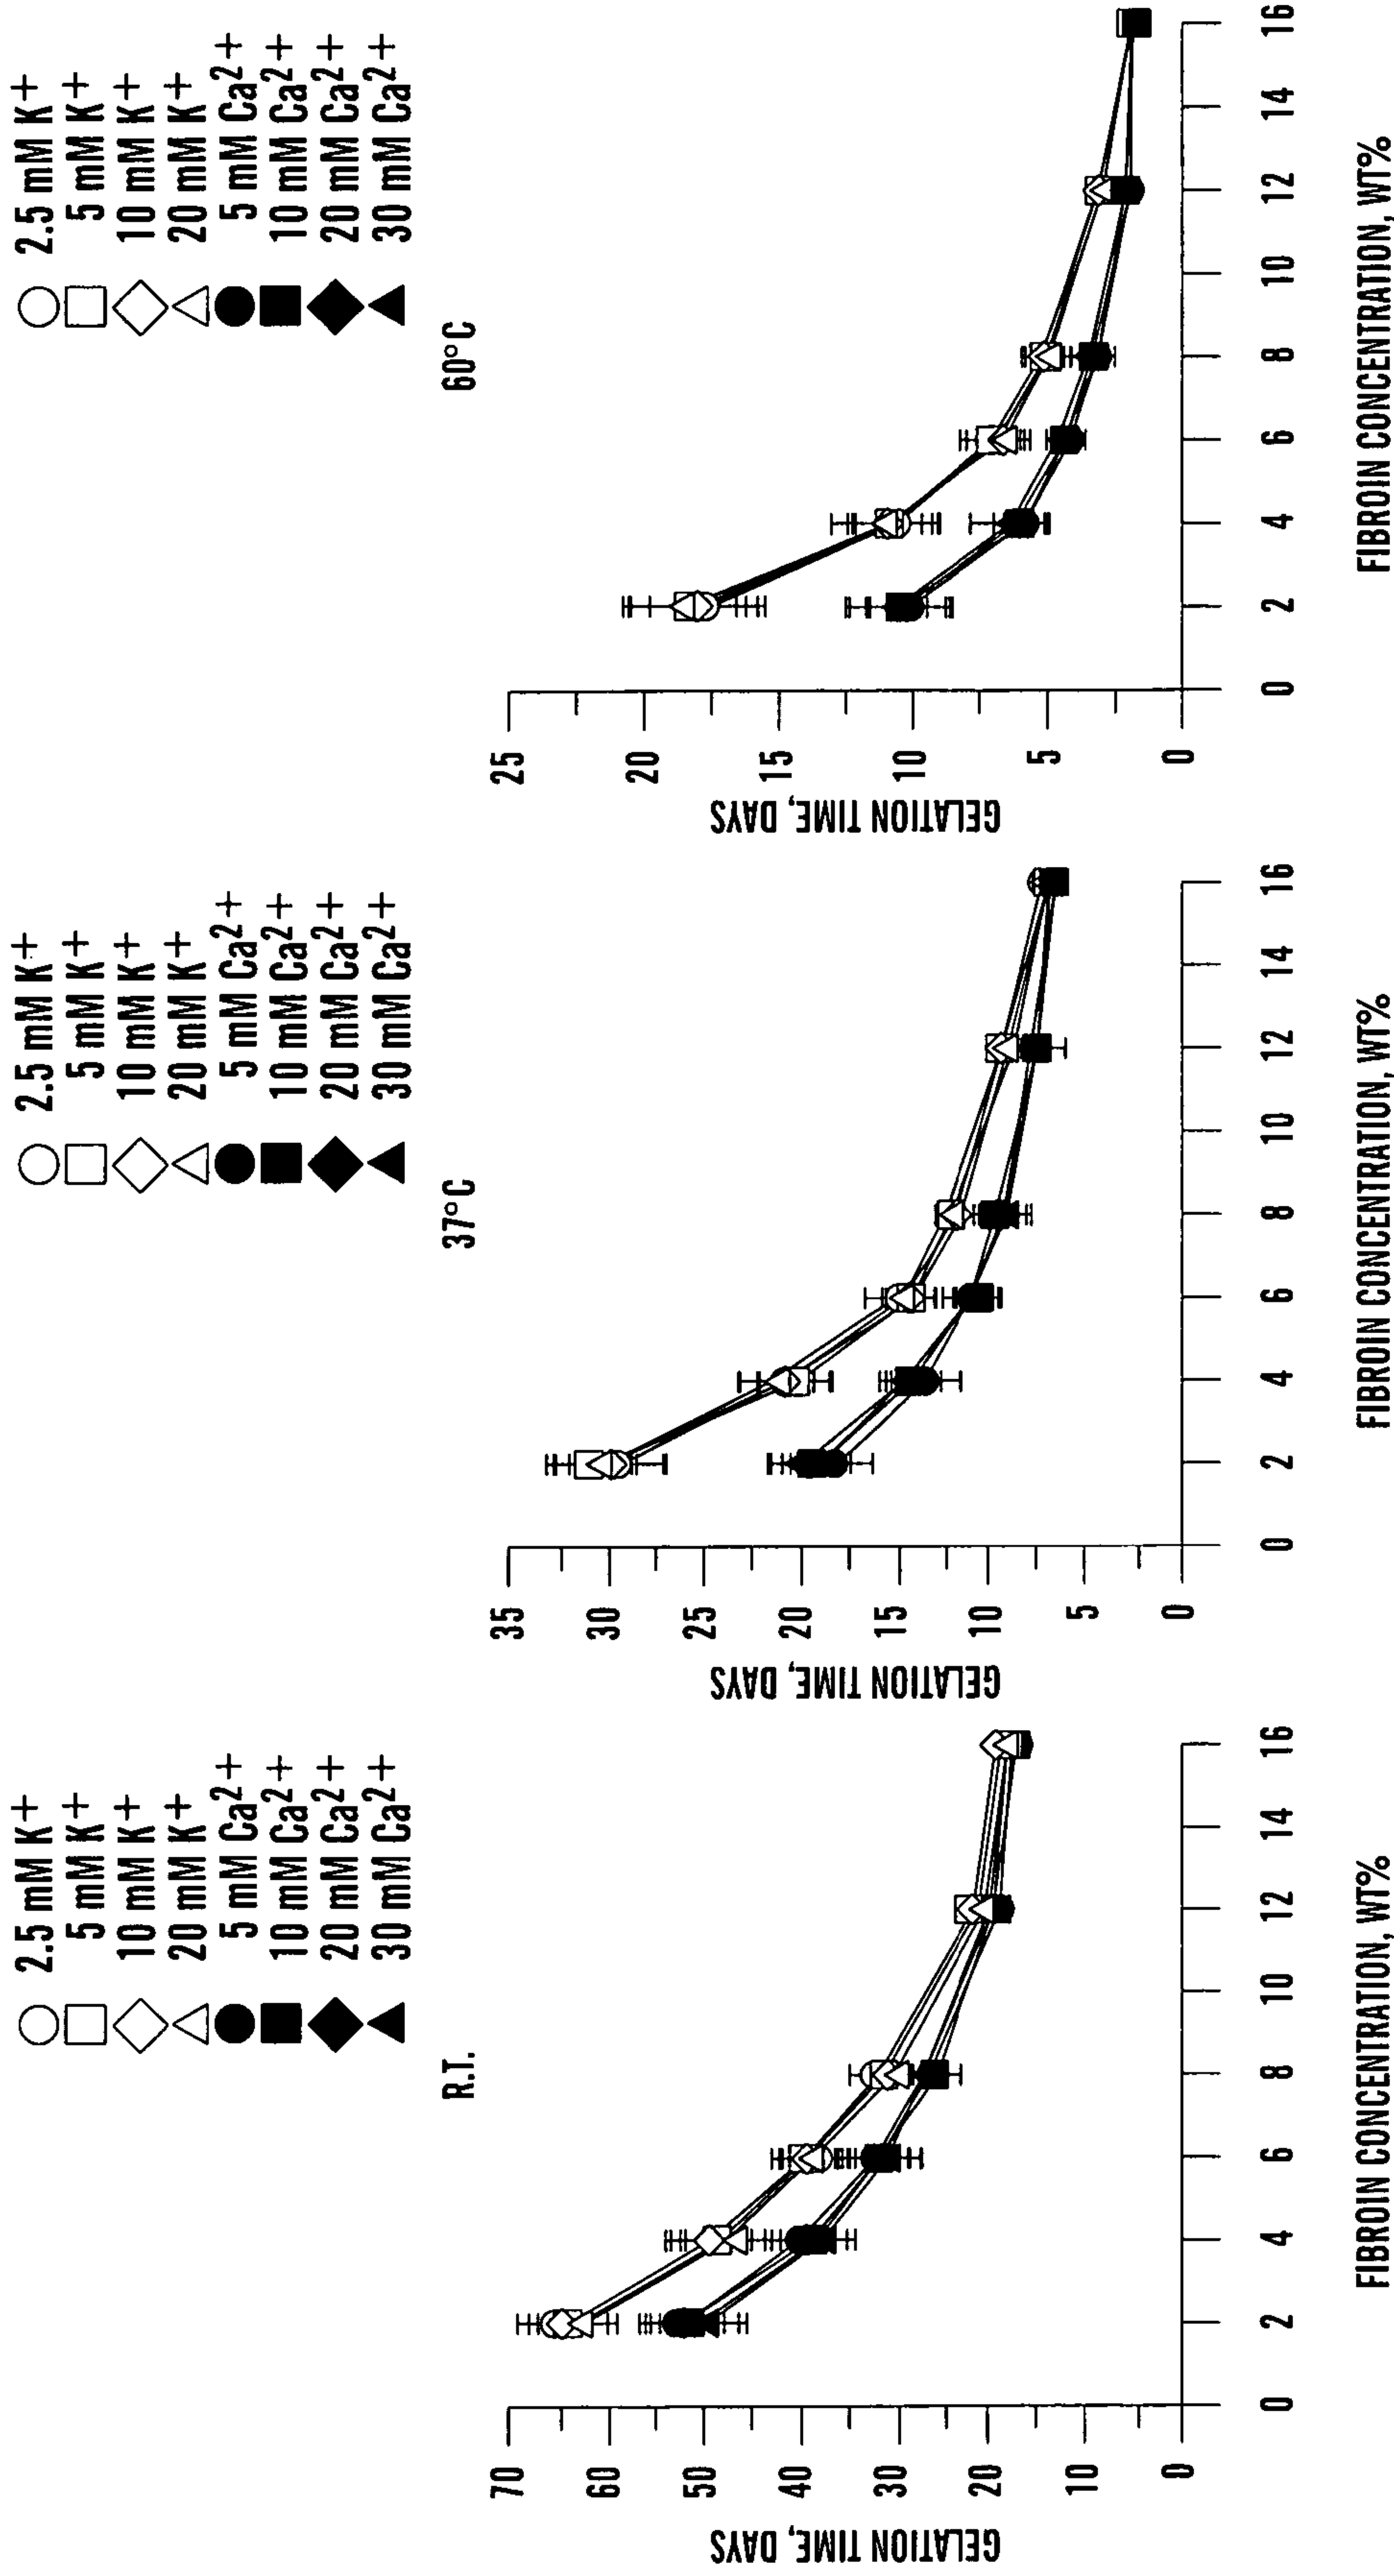 2.5 mM K+
5 mM K+
10 mM K+
20 mM K+
5 mM Ca2+
10 mM Ca2+
20 mM Ca2+
30 mM Ca2+
R.T.
GELATION TIME, DAYS
70
60
50
40
30
20
10
0
0 2 4 6 8 10 12 14 16
FIBROIN CONCENTRATION, WT%
2.5 mM K+
5 mM K+
10 mM K+
20 mM K+
5 mM Ca2+
10 mM Ca2+
20 mM Ca2+
30 mM Ca2+
37°C
GELATION TIME, DAYS
35
30
25
20
15
10
5
0
0 2 4 6 8 10 12 14 16
FIBROIN CONCENTRATION, WT%
2.5 mM K+
5 mM K+
10 mM K+
20 mM K+
5 mM Ca2+
10 mM Ca2+
20 mM Ca2+
30 mM Ca2+
60°C
GELATION TIME, DAYS
25
20
15
10
5
0
0 2 4 6 8 10 12 14 16
FIBROIN CONCENTRATION, WT%